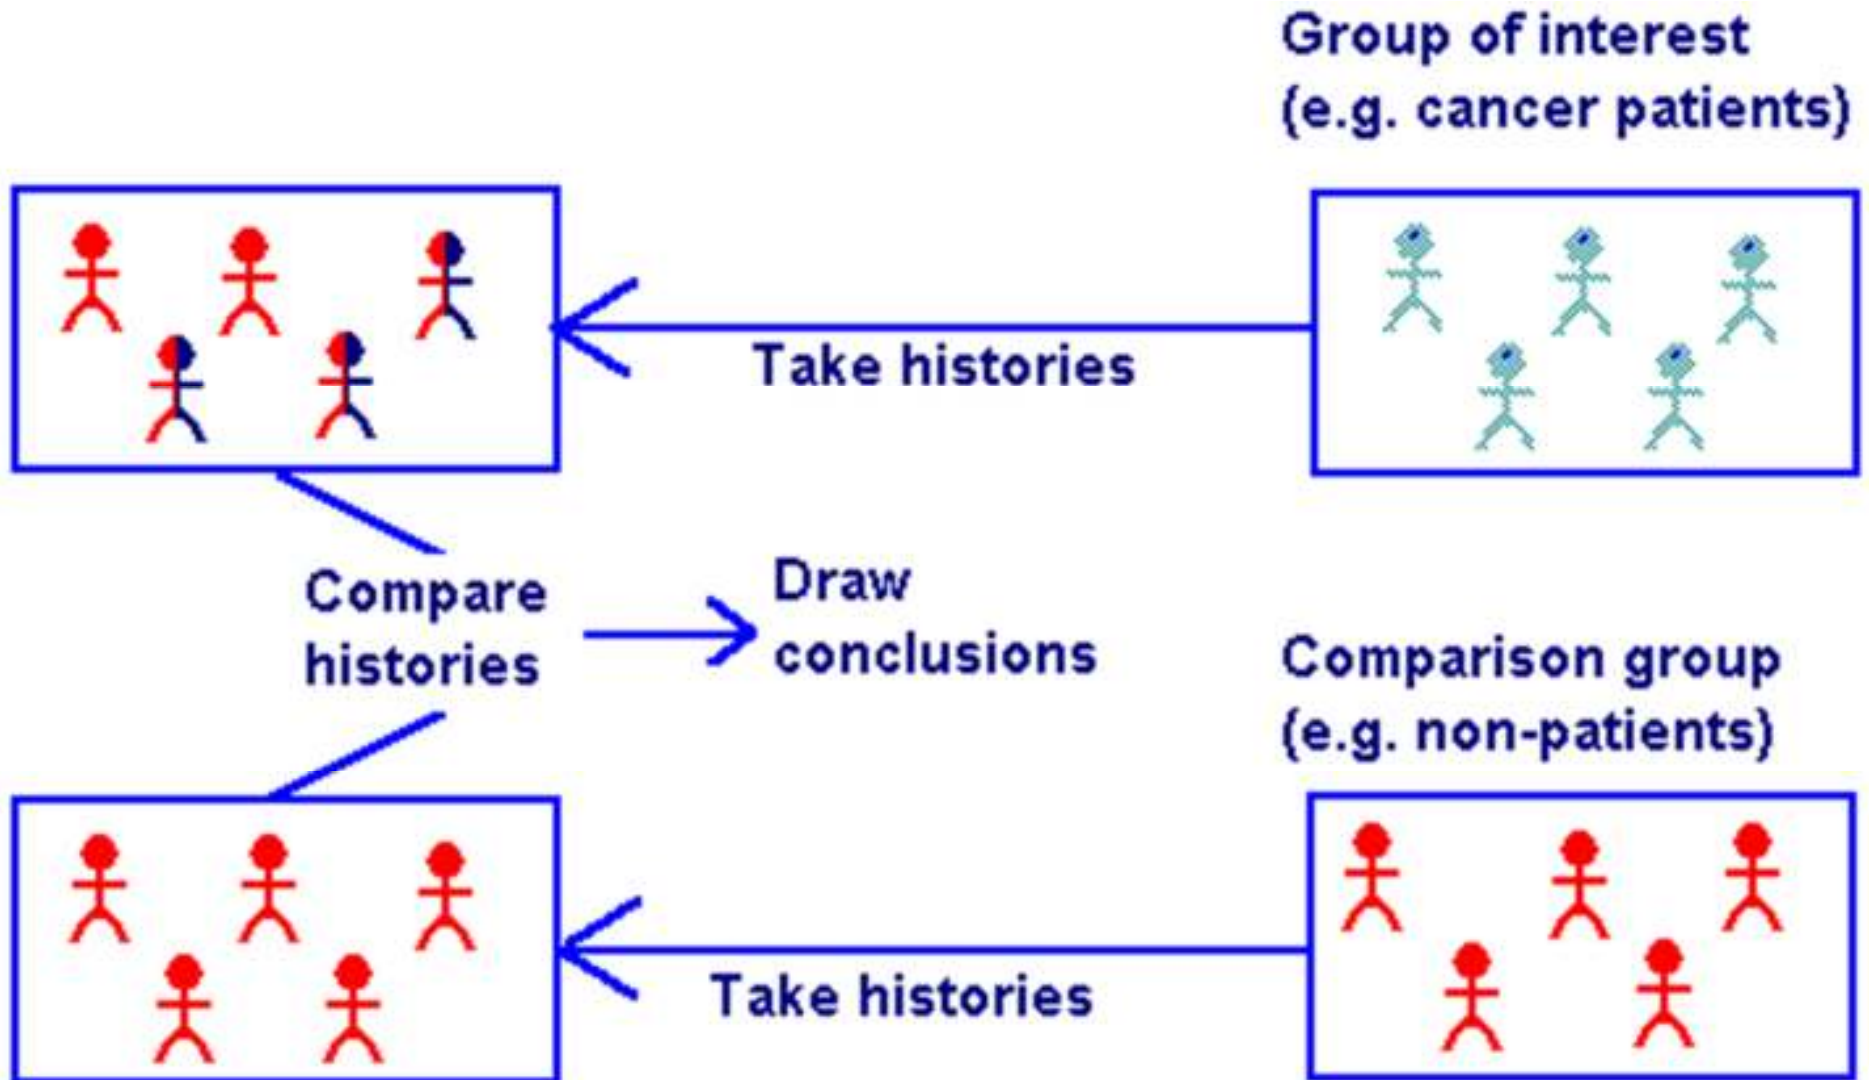 Group of interest
(e.g. cancer patients)
Take histories
Compare
histories
Draw
conclusions
Comparison group
(e.g. non-patients)
Take histories